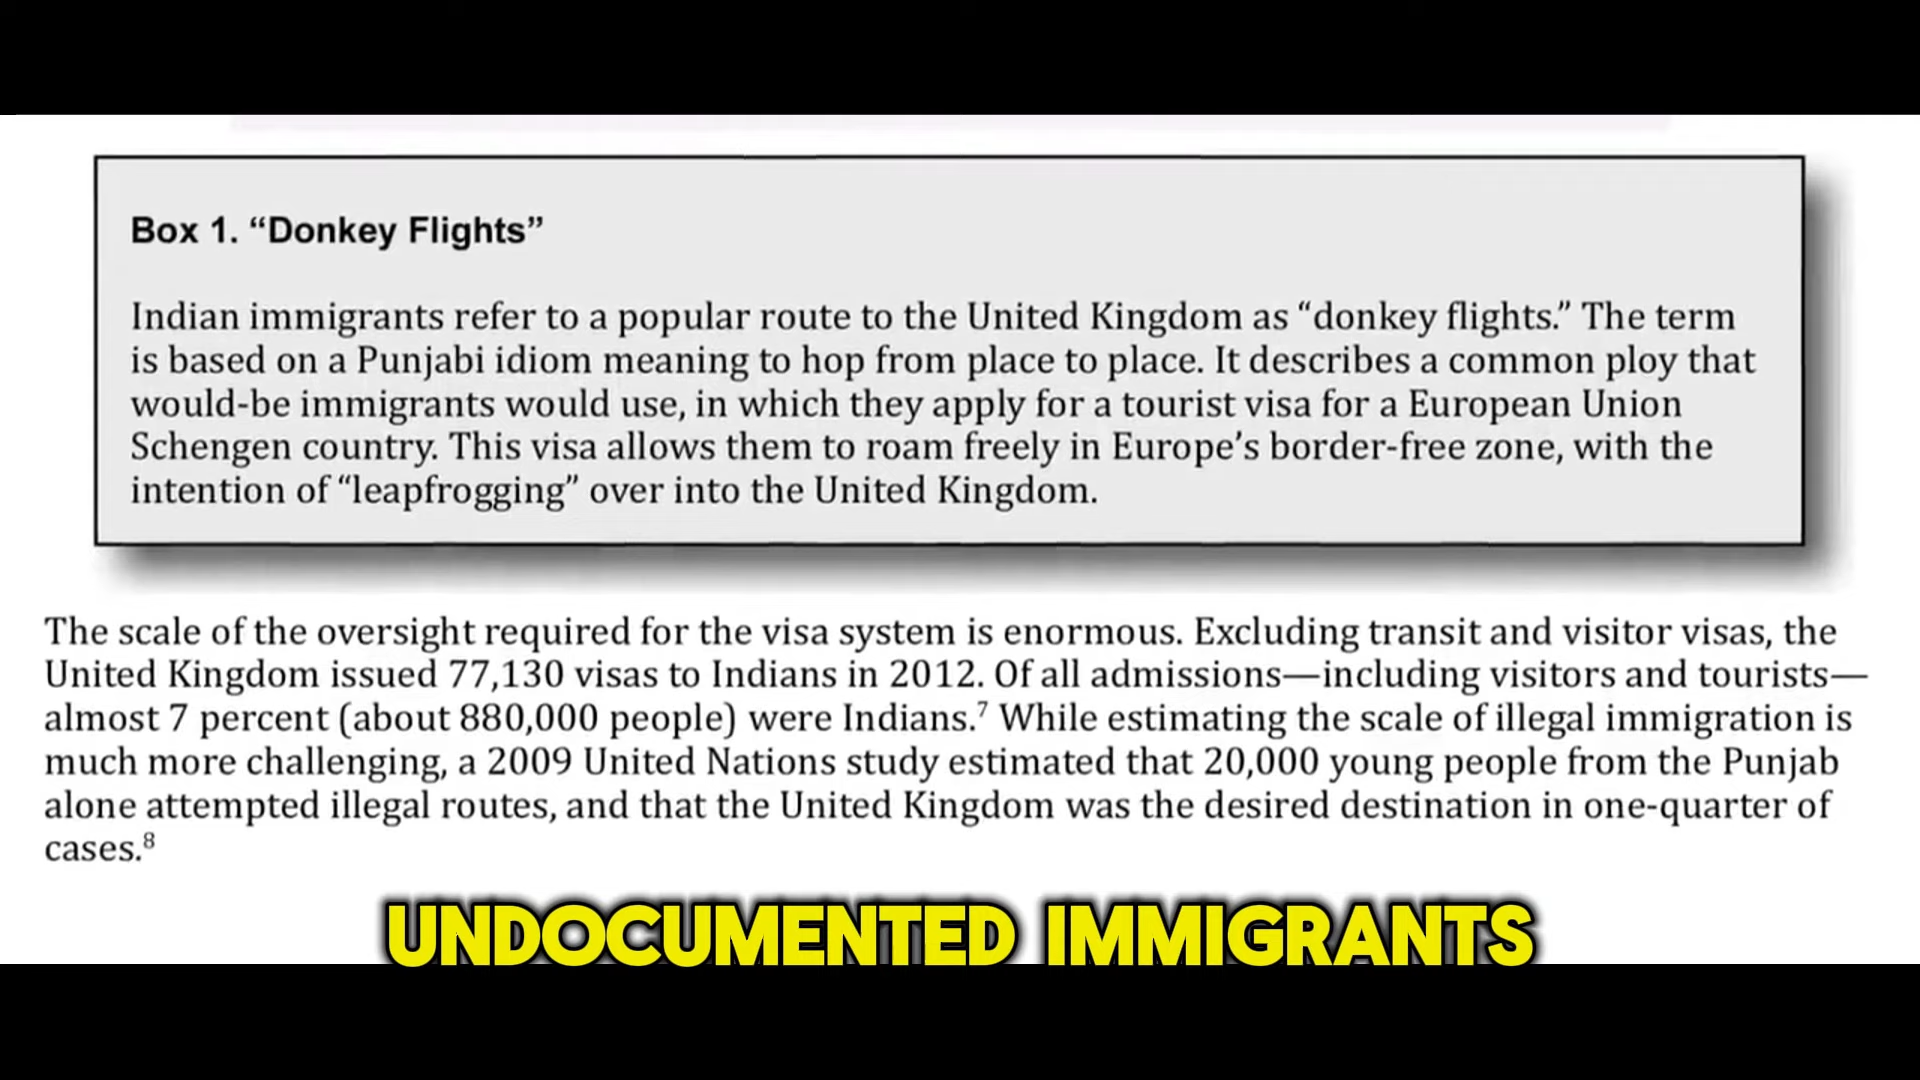 Box 1. “Donkey Flights”
Indian immigrants refer to a popular route to the United Kingdom as “donkey flights.” The term
is based on a Punjabi idiom meaning to hop from place to place. It describes a common ploy that
would-be immigrants would use, in which they apply for a tourist visa for a European Union
Schengen country. This visa allows them to roam freely in Europe’s border-free zone, with the
intention of “leapfrogging” over into the United Kingdom.
The scale of the oversight required for the visa system is enormous. Excluding transit and visitor visas, the
United Kingdom issued 77,130 visas to Indians in 2012. Of all admissions—including visitors and tourists—
almost 7 percent (about 880,000 people) were Indians.⁷ While estimating the scale of illegal immigration is
much more challenging, a 2009 United Nations study estimated that 20,000 young people from the Punjab
alone attempted illegal routes, and that the United Kingdom was the desired destination in one-quarter of
cases.⁸
UNDOCUMENTED IMMIGRANTS